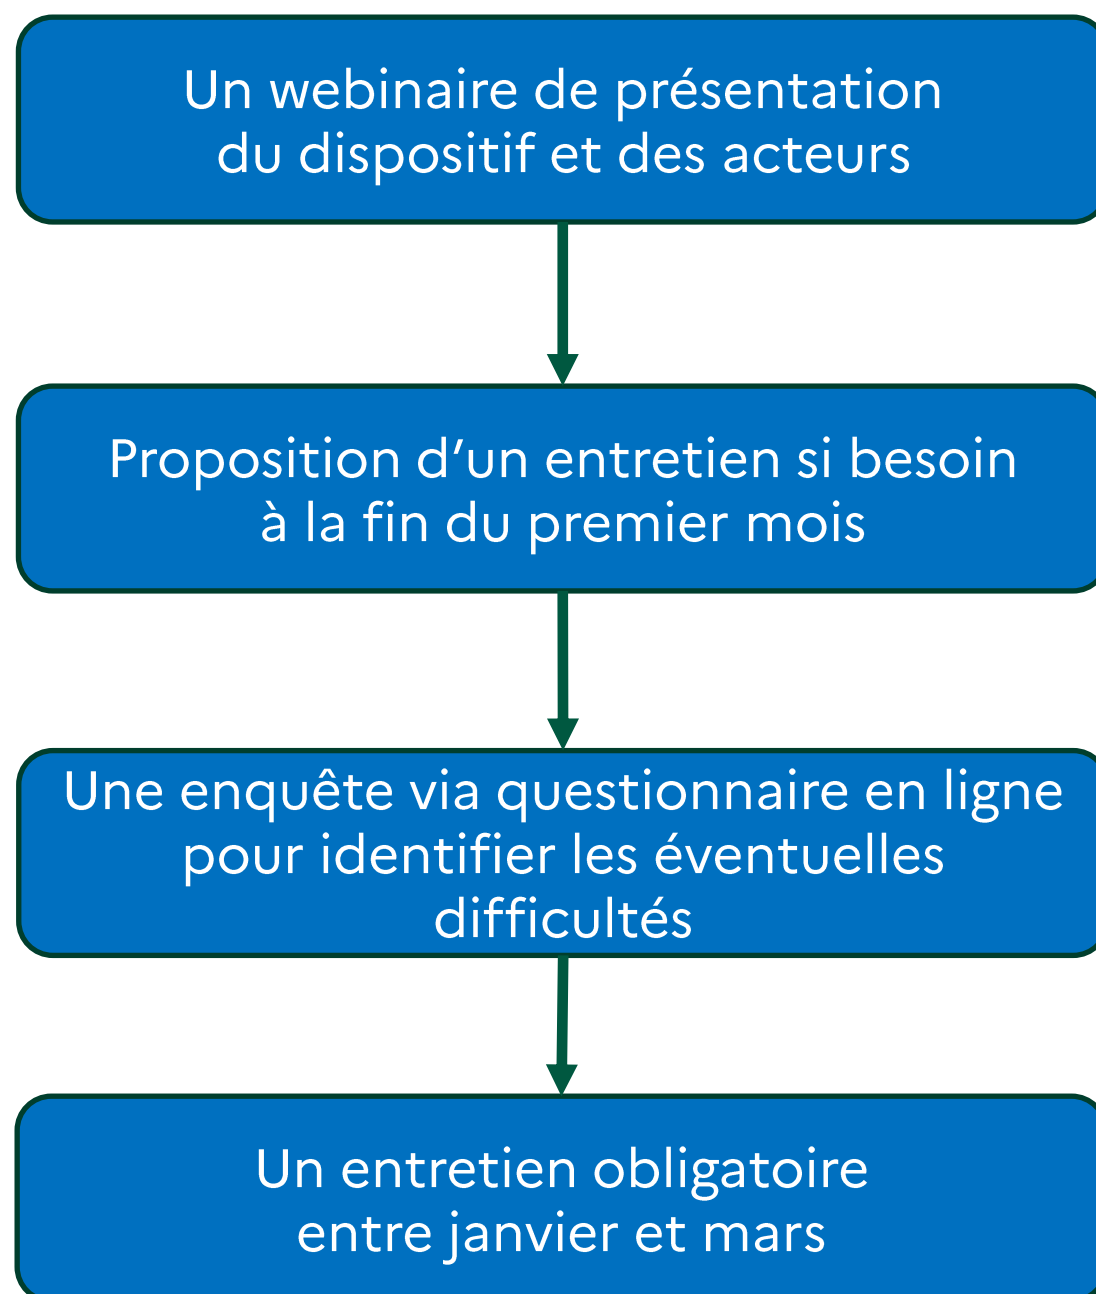 Un webinaire de présentation
du dispositif et des acteurs
Proposition d’un entretien si besoin
à la fin du premier mois
Une enquête via questionnaire en ligne
pour identifier les éventuelles
difficultés
Un entretien obligatoire
entre janvier et mars